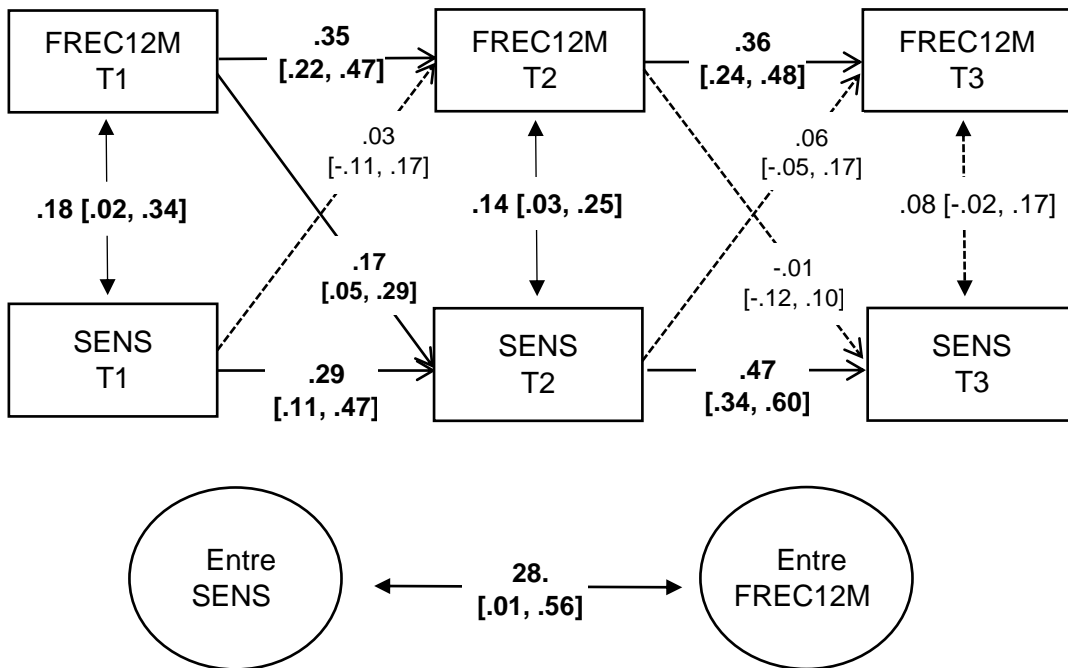 FREC12M
T1
.35
[.22, .47]
FREC12M
T2
.36
[.24, .48]
FREC12M
T3
.03
[-.11, .17]
.06
[-.05, .17]
.18 [.02, .34]
.14 [.03, .25]
.08 [-.02, .17]
.17
[.05, .29]
-.01
[-.12, .10]
SENS
T1
.29
[.11, .47]
SENS
T2
.47
[.34, .60]
SENS
T3
Entre
SENS
28.
[.01, .56]
Entre
FREC12M